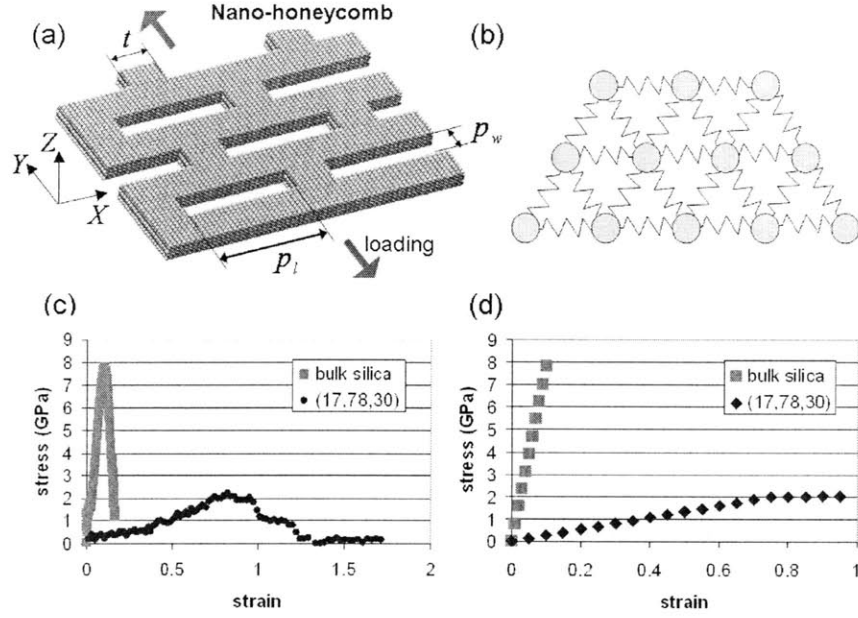 (a)
Nano-honeycomb
t
p_w
Z
Y
X
loading
p_l
(b)
(c)
9
8
7
6
5
4
3
2
1
0
stress (GPa)
bulk silica
(17,78,30)
0
0.5
1
1.5
2
strain
(d)
9
8
7
6
5
4
3
2
1
0
stress (GPa)
bulk silica
(17,78,30)
0
0.2
0.4
0.6
0.8
1
strain